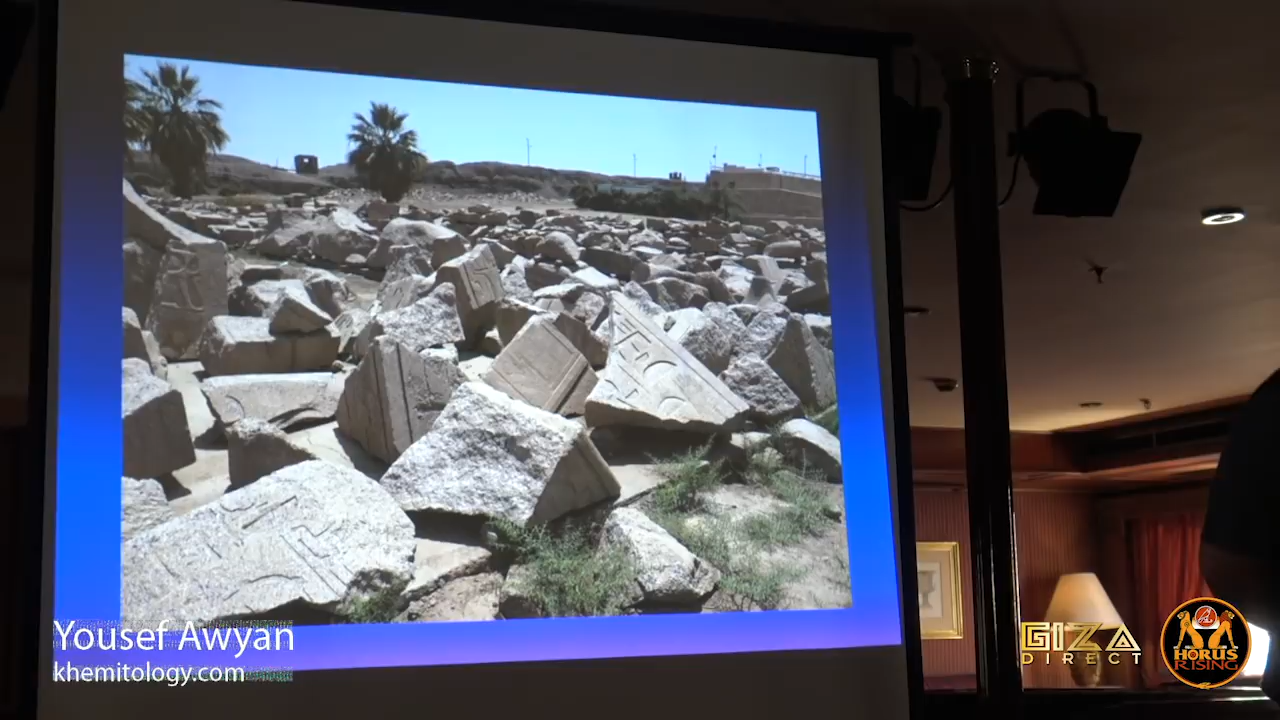 Yousef Awyan
khemitology.com
GIZA
DIRECT
HORUS
RISING